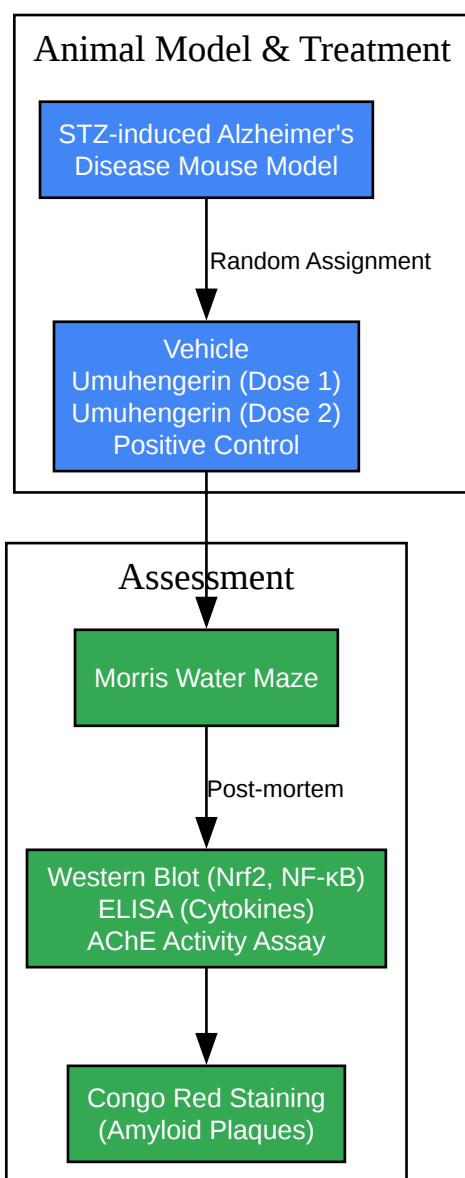 Animal Model & Treatment
STZ-induced Alzheimer's
Disease Mouse Model
Random Assignment
Vehicle
Umuhengerin (Dose 1)
Umuhengerin (Dose 2)
Positive Control
Assessment
Morris Water Maze
Post-mortem
Western Blot (Nrf2, NF-κB)
ELISA (Cytokines)
AChE Activity Assay
Congo Red Staining
(Amyloid Plaques)